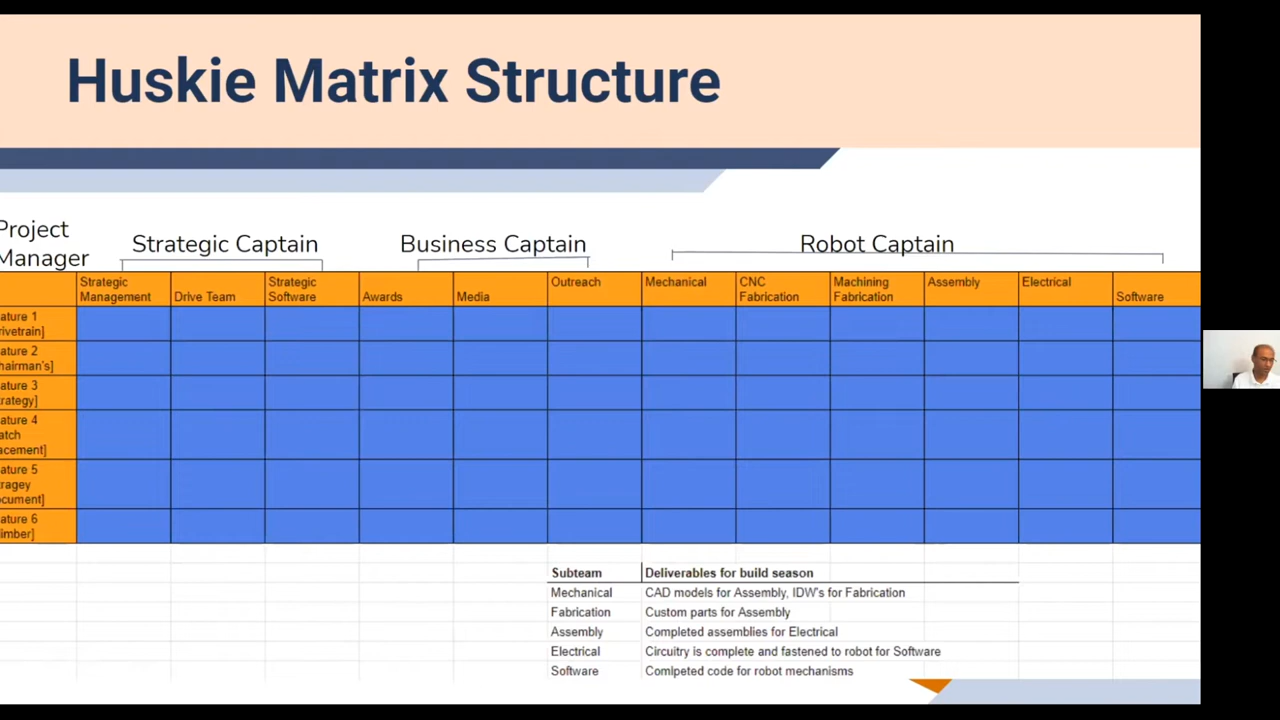 Huskie Matrix Structure
Project
Manager
Strategic Captain
Business Captain
Robot Captain
Strategic
Management
Drive Team
Strategic
Software
Awards
Media
Outreach
Mechanical
CNC
Fabrication
Machining
Fabrication
Assembly
Electrical
Software
ature 1
rivetrain]
ature 2
hairman's]
ature 3
trategy]
ature 4
atch
acement]
ature 5
tragey
ocument]
ature 6
limber]
Subteam Deliverables for build season
Mechanical CAD models for Assembly, IDW's for Fabrication
Fabrication Custom parts for Assembly
Assembly Completed assemblies for Electrical
Electrical Circuitry is complete and fastened to robot for Software
Software Comlpeted code for robot mechanisms